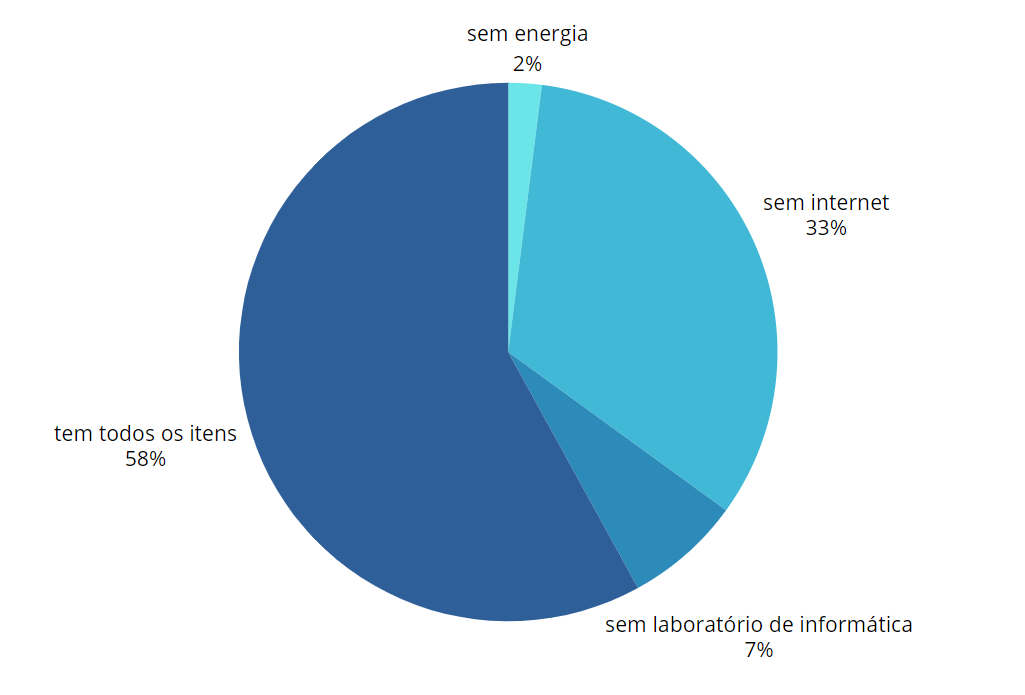 sem energia
2%
sem internet
33%
tem todos os itens
58%
sem laboratório de informática
7%